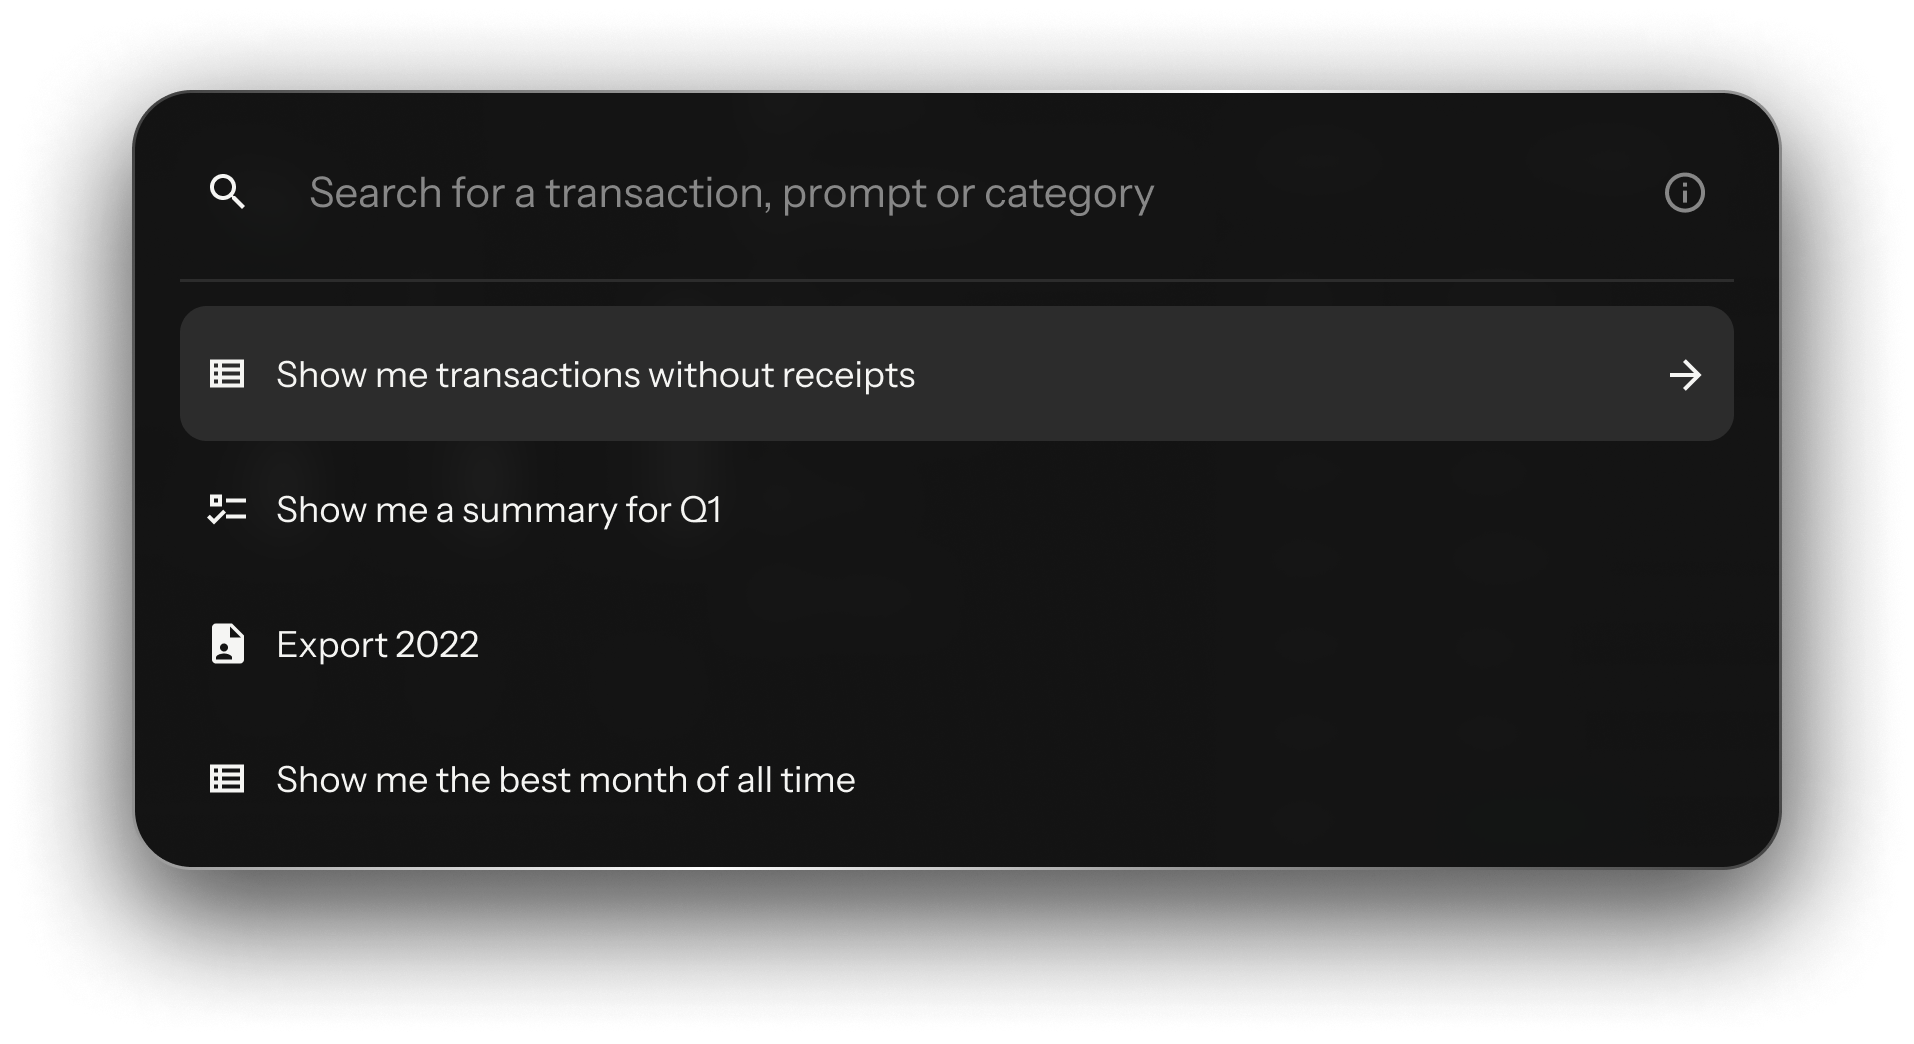 Search for a transaction, prompt or category
Show me transactions without receipts
Show me a summary for Q1
Export 2022
Show me the best month of all time